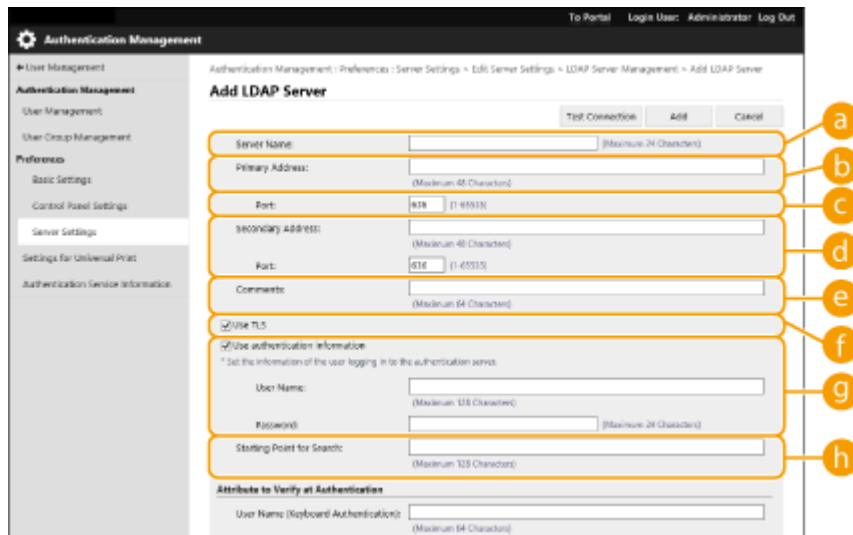 To Portal Login User: Administrator Log Out
Authentication Management
User Management
Authentication Management : Preferences : Server Settings > Edit Server Settings > LDAP Server Management > Add LDAP Server
Authentication Management
Add LDAP Server
User Management
Test Connection Add Cancel
User Group Management
Server Name: (Maximum 24 Characters) a
Preferences
Primary Address: b
Basic Settings
(Maximum 48 Characters)
Control Panel Settings
Port: 636 (1-65535) c
Server Settings
Secondary Address: d
(Maximum 48 Characters)
Settings for Universal Print
Port: 636 (1-65535)
Authentication Service Information
Comments: e
(Maximum 64 Characters)
Use TLS f
Use authentication information
* Set the information of the user logging in to the authentication server.
User Name: g
(Maximum 128 Characters)
Password: (Maximum 24 Characters)
Starting Point for Search: h
(Maximum 128 Characters)
Attribute to Verify at Authentication
User Name (Keyboard Authentication):
(Maximum 64 Characters)